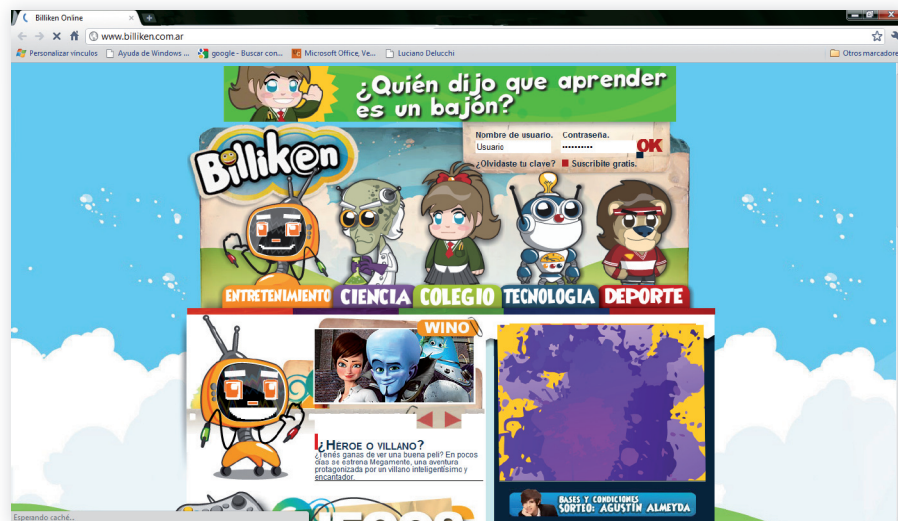 Billiken Online
www.billiken.com.ar
Personalizar vínculos
Ayuda de Windows ...
google - Buscar con...
Microsoft Office, Ve...
Luciano Delucchi
Otros marcadore
¿Quién dijo que aprender
es un bajón?
Nombre de usuario. Contraseña.
Usuario
OK
¿Olvidaste tu clave? Suscribite gratis.
Billiken
ENTRETENIMIENTO CIENCIA COLEGIO TECNOLOGIA DEPORTE
WINO
¿HÉROE O VILLANO?
¿Tenés ganas de ver una buena peli? En pocos
días se estrena Megamente, una aventura
protagonizada por un villano inteligentísimo y
encantador.
BASES Y CONDICIONES
SORTEO: AGUSTÍN ALMEYDA
Esperando caché...